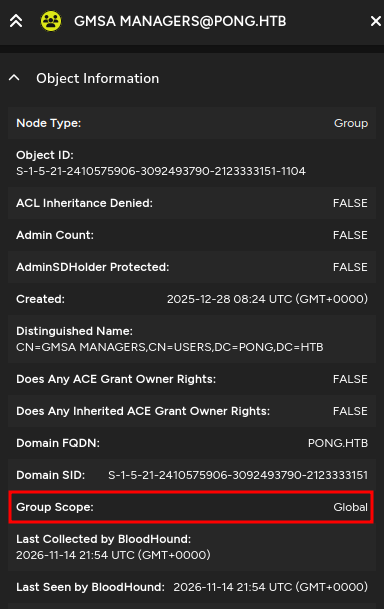 GMSA MANAGERS@PONG.HTB
Object Information
Node Type: Group
Object ID:
S-1-5-21-2410575906-3092493790-2123333151-1104
ACL Inheritance Denied: FALSE
Admin Count: FALSE
AdminSDHolder Protected: FALSE
Created: 2025-12-28 08:24 UTC (GMT+0000)
Distinguished Name:
CN=GMSA MANAGERS,CN=USERS,DC=PONG,DC=HTB
Does Any ACE Grant Owner Rights: FALSE
Does Any Inherited ACE Grant Owner Rights: FALSE
Domain FQDN: PONG.HTB
Domain SID: S-1-5-21-2410575906-3092493790-2123333151
Group Scope: Global
Last Collected by BloodHound:
2026-11-14 21:54 UTC (GMT+0000)
Last Seen by BloodHound: 2026-11-14 21:54 UTC (GMT+0000)